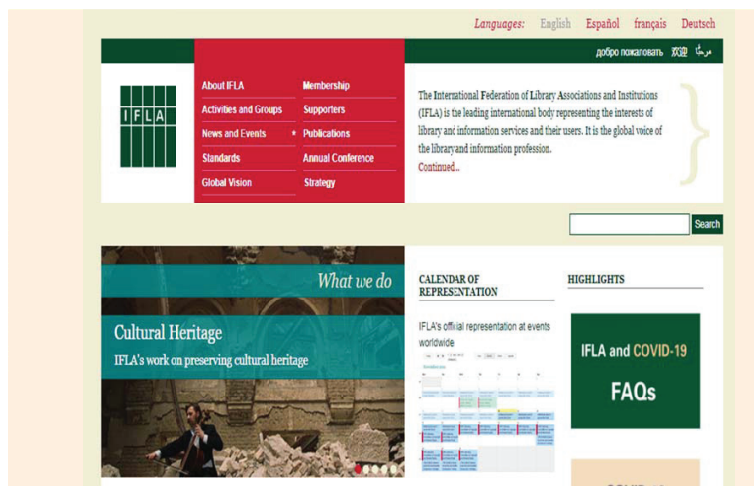 Languages: English Español français Deutsch
добро пожаловать 欢迎 مرحبًا
IFLA
About IFLA
Activities and Groups
News and Events
Standards
Global Vision
Membership
Supporters
* Publications
Annual Conference
Strategy
The International Federation of Library Associations and Instituiions
(IFLA) is the leading international body representing the interests of
library and information services and their users. It is the global voice of
the libraryand information profession.
Continued..
}
Search
What we do
Cultural Heritage
IFLA's work on preserving cultural heritage
CALENDAR OF
REPRESENTATION
IFLA's official representation at events
worldwide
HIGHLIGHTS
IFLA and COVID-19
FAQs